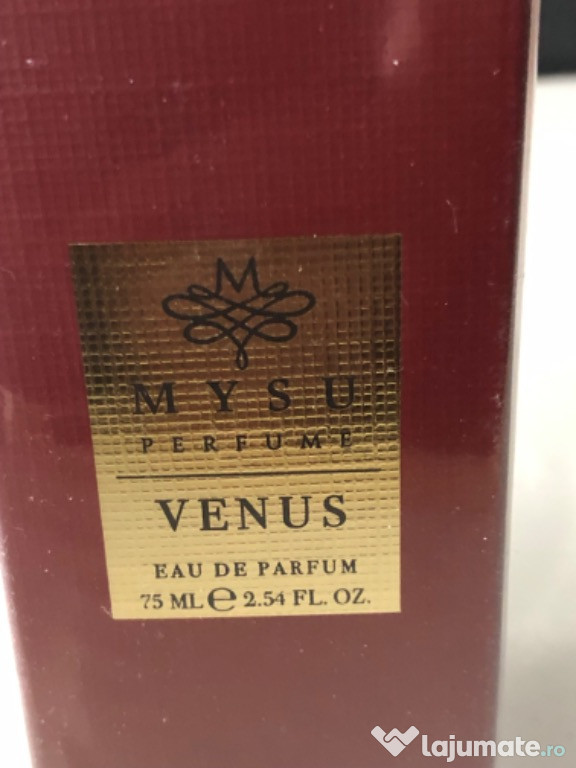 M
MYSU
PERFUME
VENUS
EAU DE PARFUM
75 ML ℮ 2.54 FL. OZ.
lajumate.ro